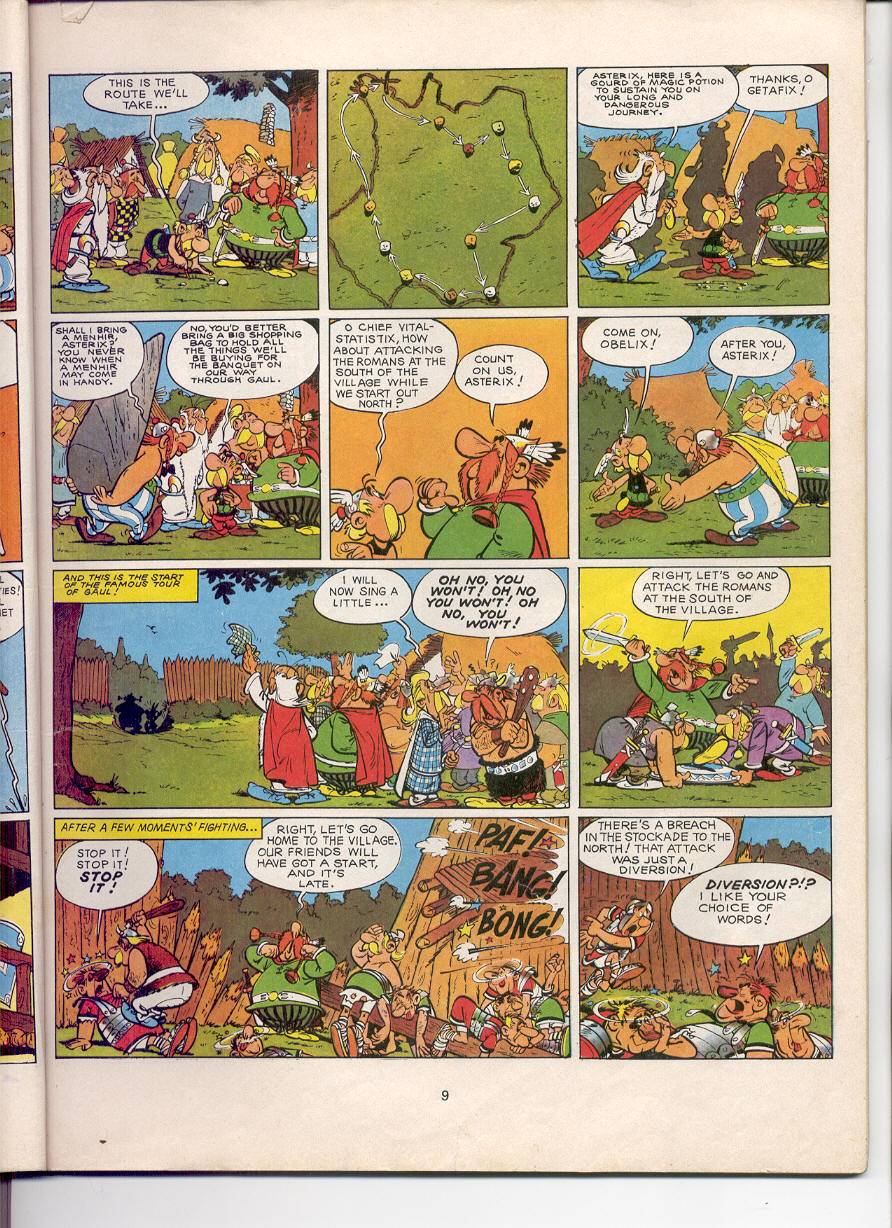 THIS IS THE
ROUTE WE'LL
TAKE...
ASTERIX, HERE IS A
GOURD OF MAGIC POTION
TO SUSTAIN YOU ON
YOUR LONG AND
DANGEROUS
JOURNEY.
THANKS, O
GETAFIX!
SHALL I BRING
A MENHIR,
ASTERIX?
YOU NEVER
KNOW WHEN
A MENHIR
MAY COME
IN HANDY.
NO, YOU'D BETTER
BRING A BIG SHOPPING
BAG TO HOLD ALL
THE THINGS WE'LL
BE BUYING FOR
THE BANQUET ON
OUR WAY
THROUGH GAUL.
O CHIEF VITAL-
STATISTIX, HOW
ABOUT ATTACKING
THE ROMANS AT THE
SOUTH OF THE
VILLAGE WHILE
WE START OUT
NORTH?
COUNT
ON US,
ASTERIX!
COME ON,
OBELIX!
AFTER YOU,
ASTERIX!
AND THIS IS THE START
OF THE FAMOUS TOUR
OF GAUL!
I WILL
NOW SING A
LITTLE...
OH NO, YOU
WON'T! OH NO
YOU WON'T! OH
NO, YOU
WON'T!
RIGHT, LET'S GO AND
ATTACK THE ROMANS
AT THE SOUTH OF
THE VILLAGE.
AFTER A FEW MOMENTS' FIGHTING...
STOP IT!
STOP IT!
STOP
IT!
RIGHT, LET'S GO
HOME TO THE VILLAGE.
OUR FRIENDS WILL
HAVE GOT A START,
AND IT'S
LATE.
PAF!
BANG!
BONG!
THERE'S A BREACH
IN THE STOCKADE TO THE
NORTH! THAT ATTACK
WAS JUST A
DIVERSION!
DIVERSION?!?
I LIKE YOUR
CHOICE OF
WORDS!
9